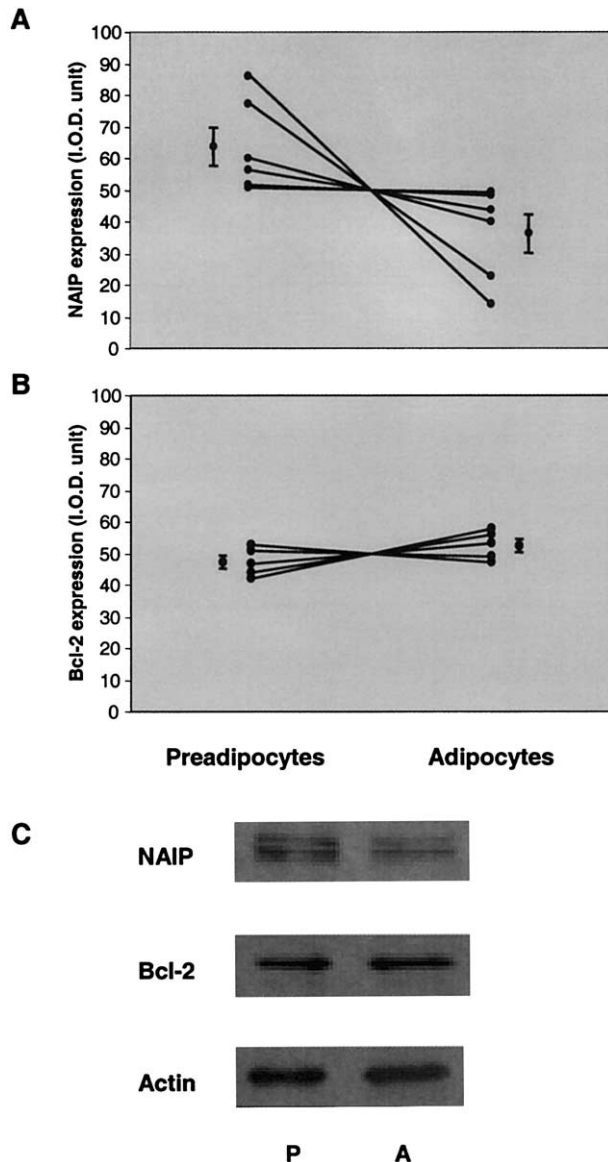 A
NAIP expression (I.O.D. unit)
100
90
80
70
60
50
40
30
20
10
0
B
Bcl-2 expression (I.O.D. unit)
100
90
80
70
60
50
40
30
20
10
0
Preadipocytes Adipocytes
C
NAIP
Bcl-2
Actin
P A